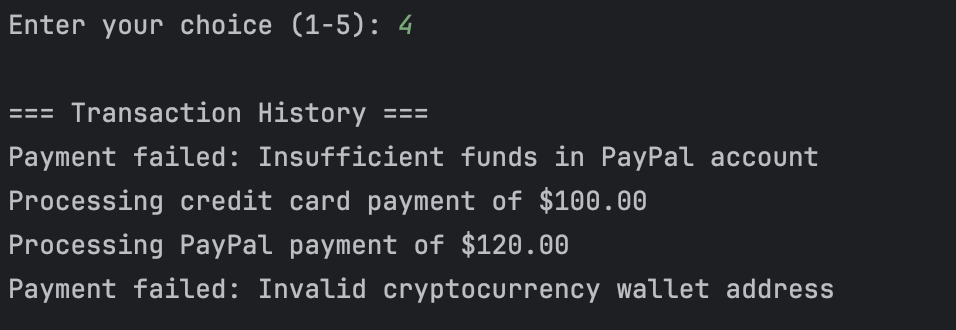 Enter your choice (1-5): 4
=== Transaction History ===
Payment failed: Insufficient funds in PayPal account
Processing credit card payment of $100.00
Processing PayPal payment of $120.00
Payment failed: Invalid cryptocurrency wallet address